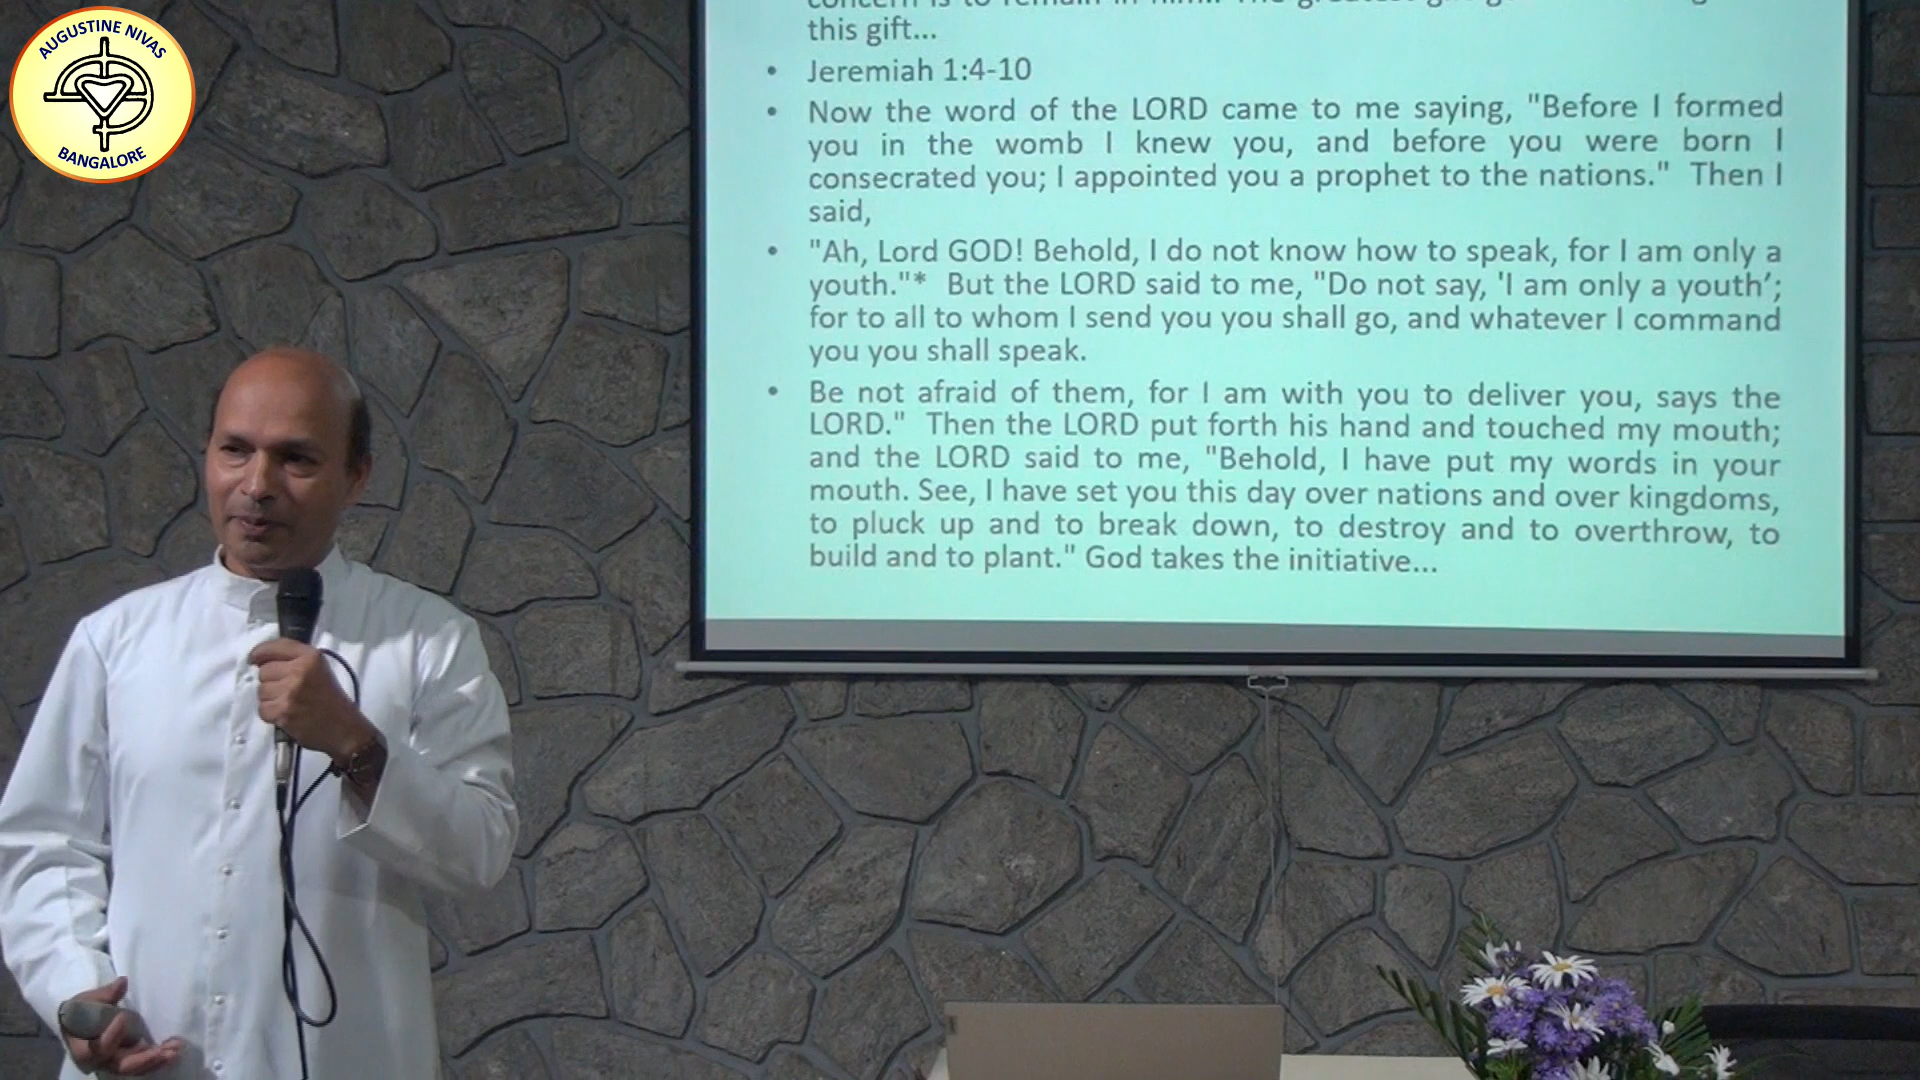 AUGUSTINE NIVAS
BANGALORE
this gift...
• Jeremiah 1:4-10
• Now the word of the LORD came to me saying, "Before I formed
you in the womb I knew you, and before you were born I
consecrated you; I appointed you a prophet to the nations." Then I
said,
• "Ah, Lord GOD! Behold, I do not know how to speak, for I am only a
youth."* But the LORD said to me, "Do not say, 'I am only a youth’;
for to all to whom I send you you shall go, and whatever I command
you you shall speak.
• Be not afraid of them, for I am with you to deliver you, says the
LORD." Then the LORD put forth his hand and touched my mouth;
and the LORD said to me, "Behold, I have put my words in your
mouth. See, I have set you this day over nations and over kingdoms,
to pluck up and to break down, to destroy and to overthrow, to
build and to plant." God takes the initiative...